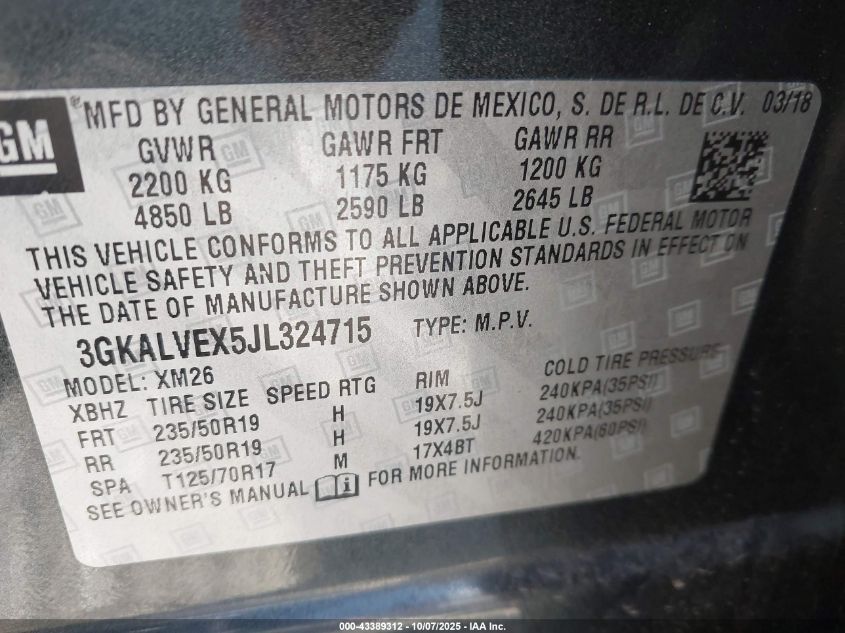 GM
® MFD BY GENERAL MOTORS DE MEXICO, S. DE R.L. DE C.V. 03/18
GVWR GAWR FRT GAWR RR
2200 KG 1175 KG 1200 KG
4850 LB 2590 LB 2645 LB
THIS VEHICLE CONFORMS TO ALL APPLICABLE U.S. FEDERAL MOTOR
VEHICLE SAFETY AND THEFT PREVENTION STANDARDS IN EFFECT ON
THE DATE OF MANUFACTURE SHOWN ABOVE.
3GKALVEX5JL324715 TYPE: M.P.V.
MODEL: XM26
XBHZ TIRE SIZE SPEED RTG RIM COLD TIRE PRESSURE
FRT 235/50R19 H 19X7.5J 240KPA(35PSI)
RR 235/50R19 H 19X7.5J 240KPA(35PSI)
SPA T125/70R17 M 17X4BT 420KPA(60PSI)
SEE OWNER'S MANUAL i FOR MORE INFORMATION.
000-43389312 - 10/07/2025 - IAA Inc.